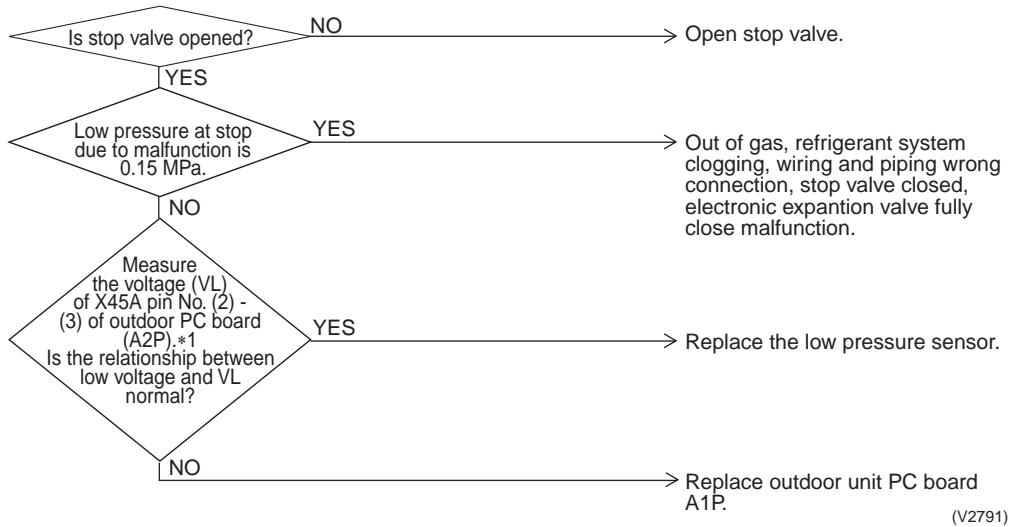 Is stop valve opened?
NO
Open stop valve.
YES
Low pressure at stop
due to malfunction is
0.15 MPa.
YES
Out of gas, refrigerant system
clogging, wiring and piping wrong
connection, stop valve closed,
electronic expantion valve fully
close malfunction.
NO
Measure
the voltage (VL)
of X45A pin No. (2) -
(3) of outdoor PC board
(A2P).*1
Is the relationship between
low voltage and VL
normal?
YES
Replace the low pressure sensor.
NO
Replace outdoor unit PC board
A1P.
(V2791)